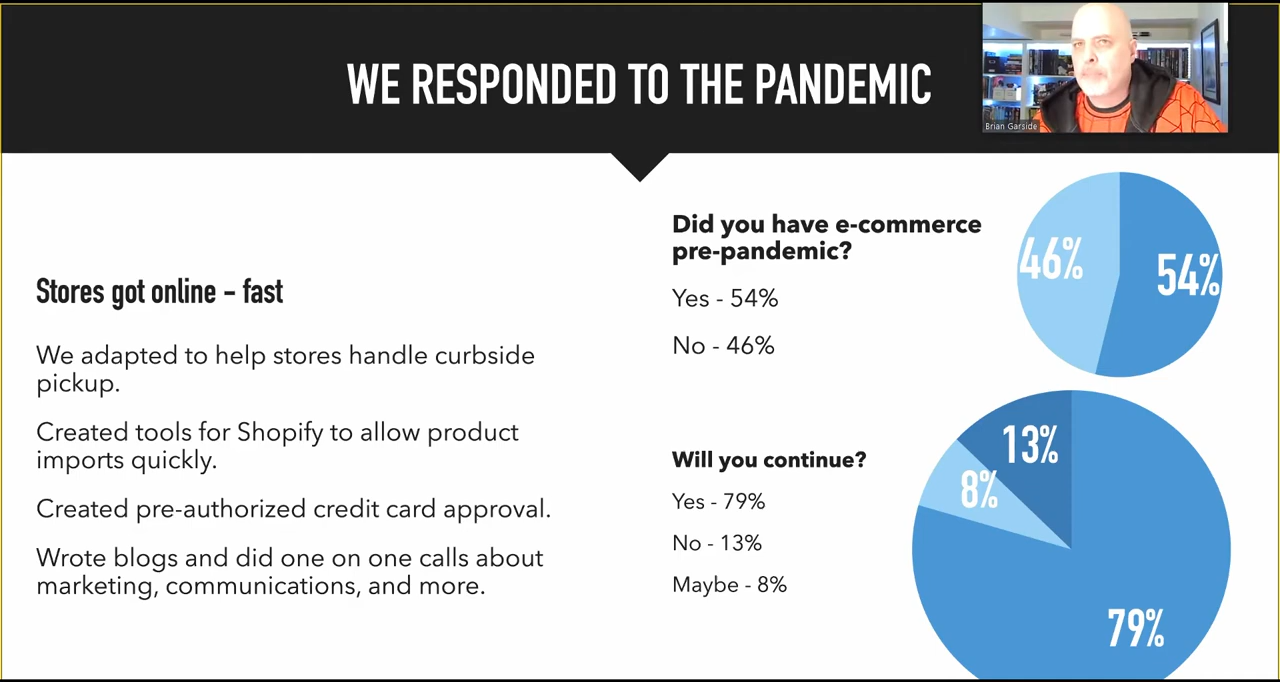 WE RESPONDED TO THE PANDEMIC
Brian Garside
Stores got online - fast
We adapted to help stores handle curbside
pickup.
Created tools for Shopify to allow product
imports quickly.
Created pre-authorized credit card approval.
Wrote blogs and did one on one calls about
marketing, communications, and more.
Did you have e-commerce
pre-pandemic?
Yes - 54%
No - 46%
46%
54%
Will you continue?
Yes - 79%
No - 13%
Maybe - 8%
13%
8%
79%